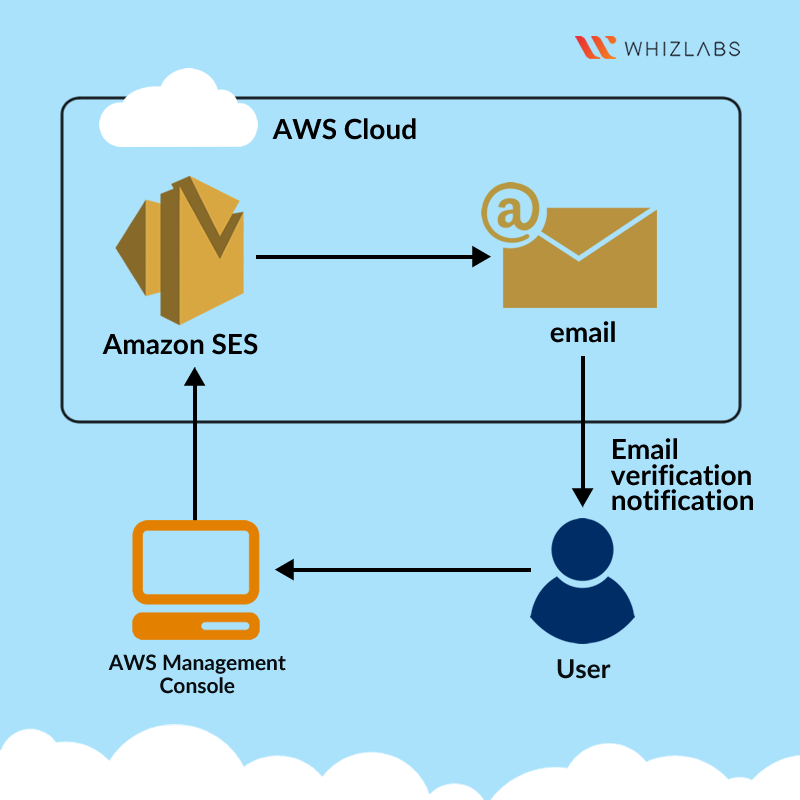 WHIZLABS
AWS Cloud
@
Amazon SES
email
Email
verification
notification
AWS Management
Console
User